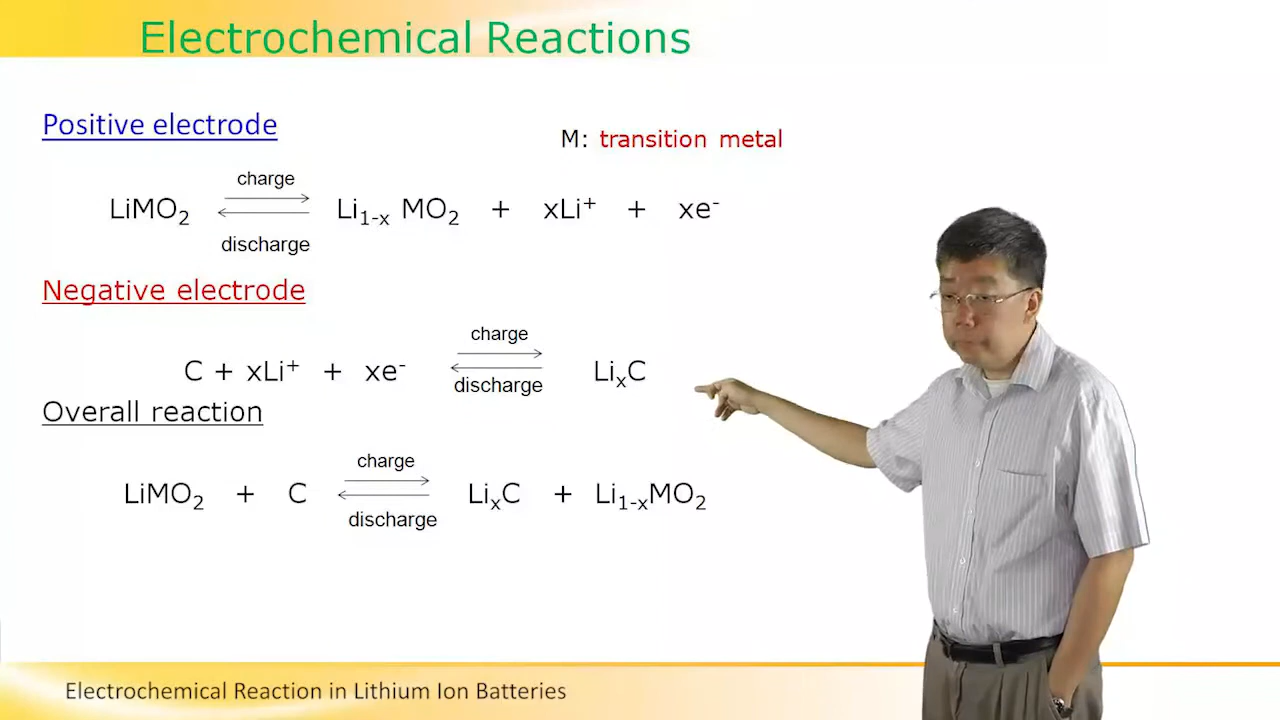 Electrochemical Reactions
Positive electrode
M: transition metal
charge
LiMO₂ Li₁₋ₓ MO₂ + xLi⁺ + xe⁻
discharge
Negative electrode
charge
C + xLi⁺ + xe⁻ LiₓC
discharge
Overall reaction
charge
LiMO₂ + C LiₓC + Li₁₋ₓMO₂
discharge
Electrochemical Reaction in Lithium Ion Batteries